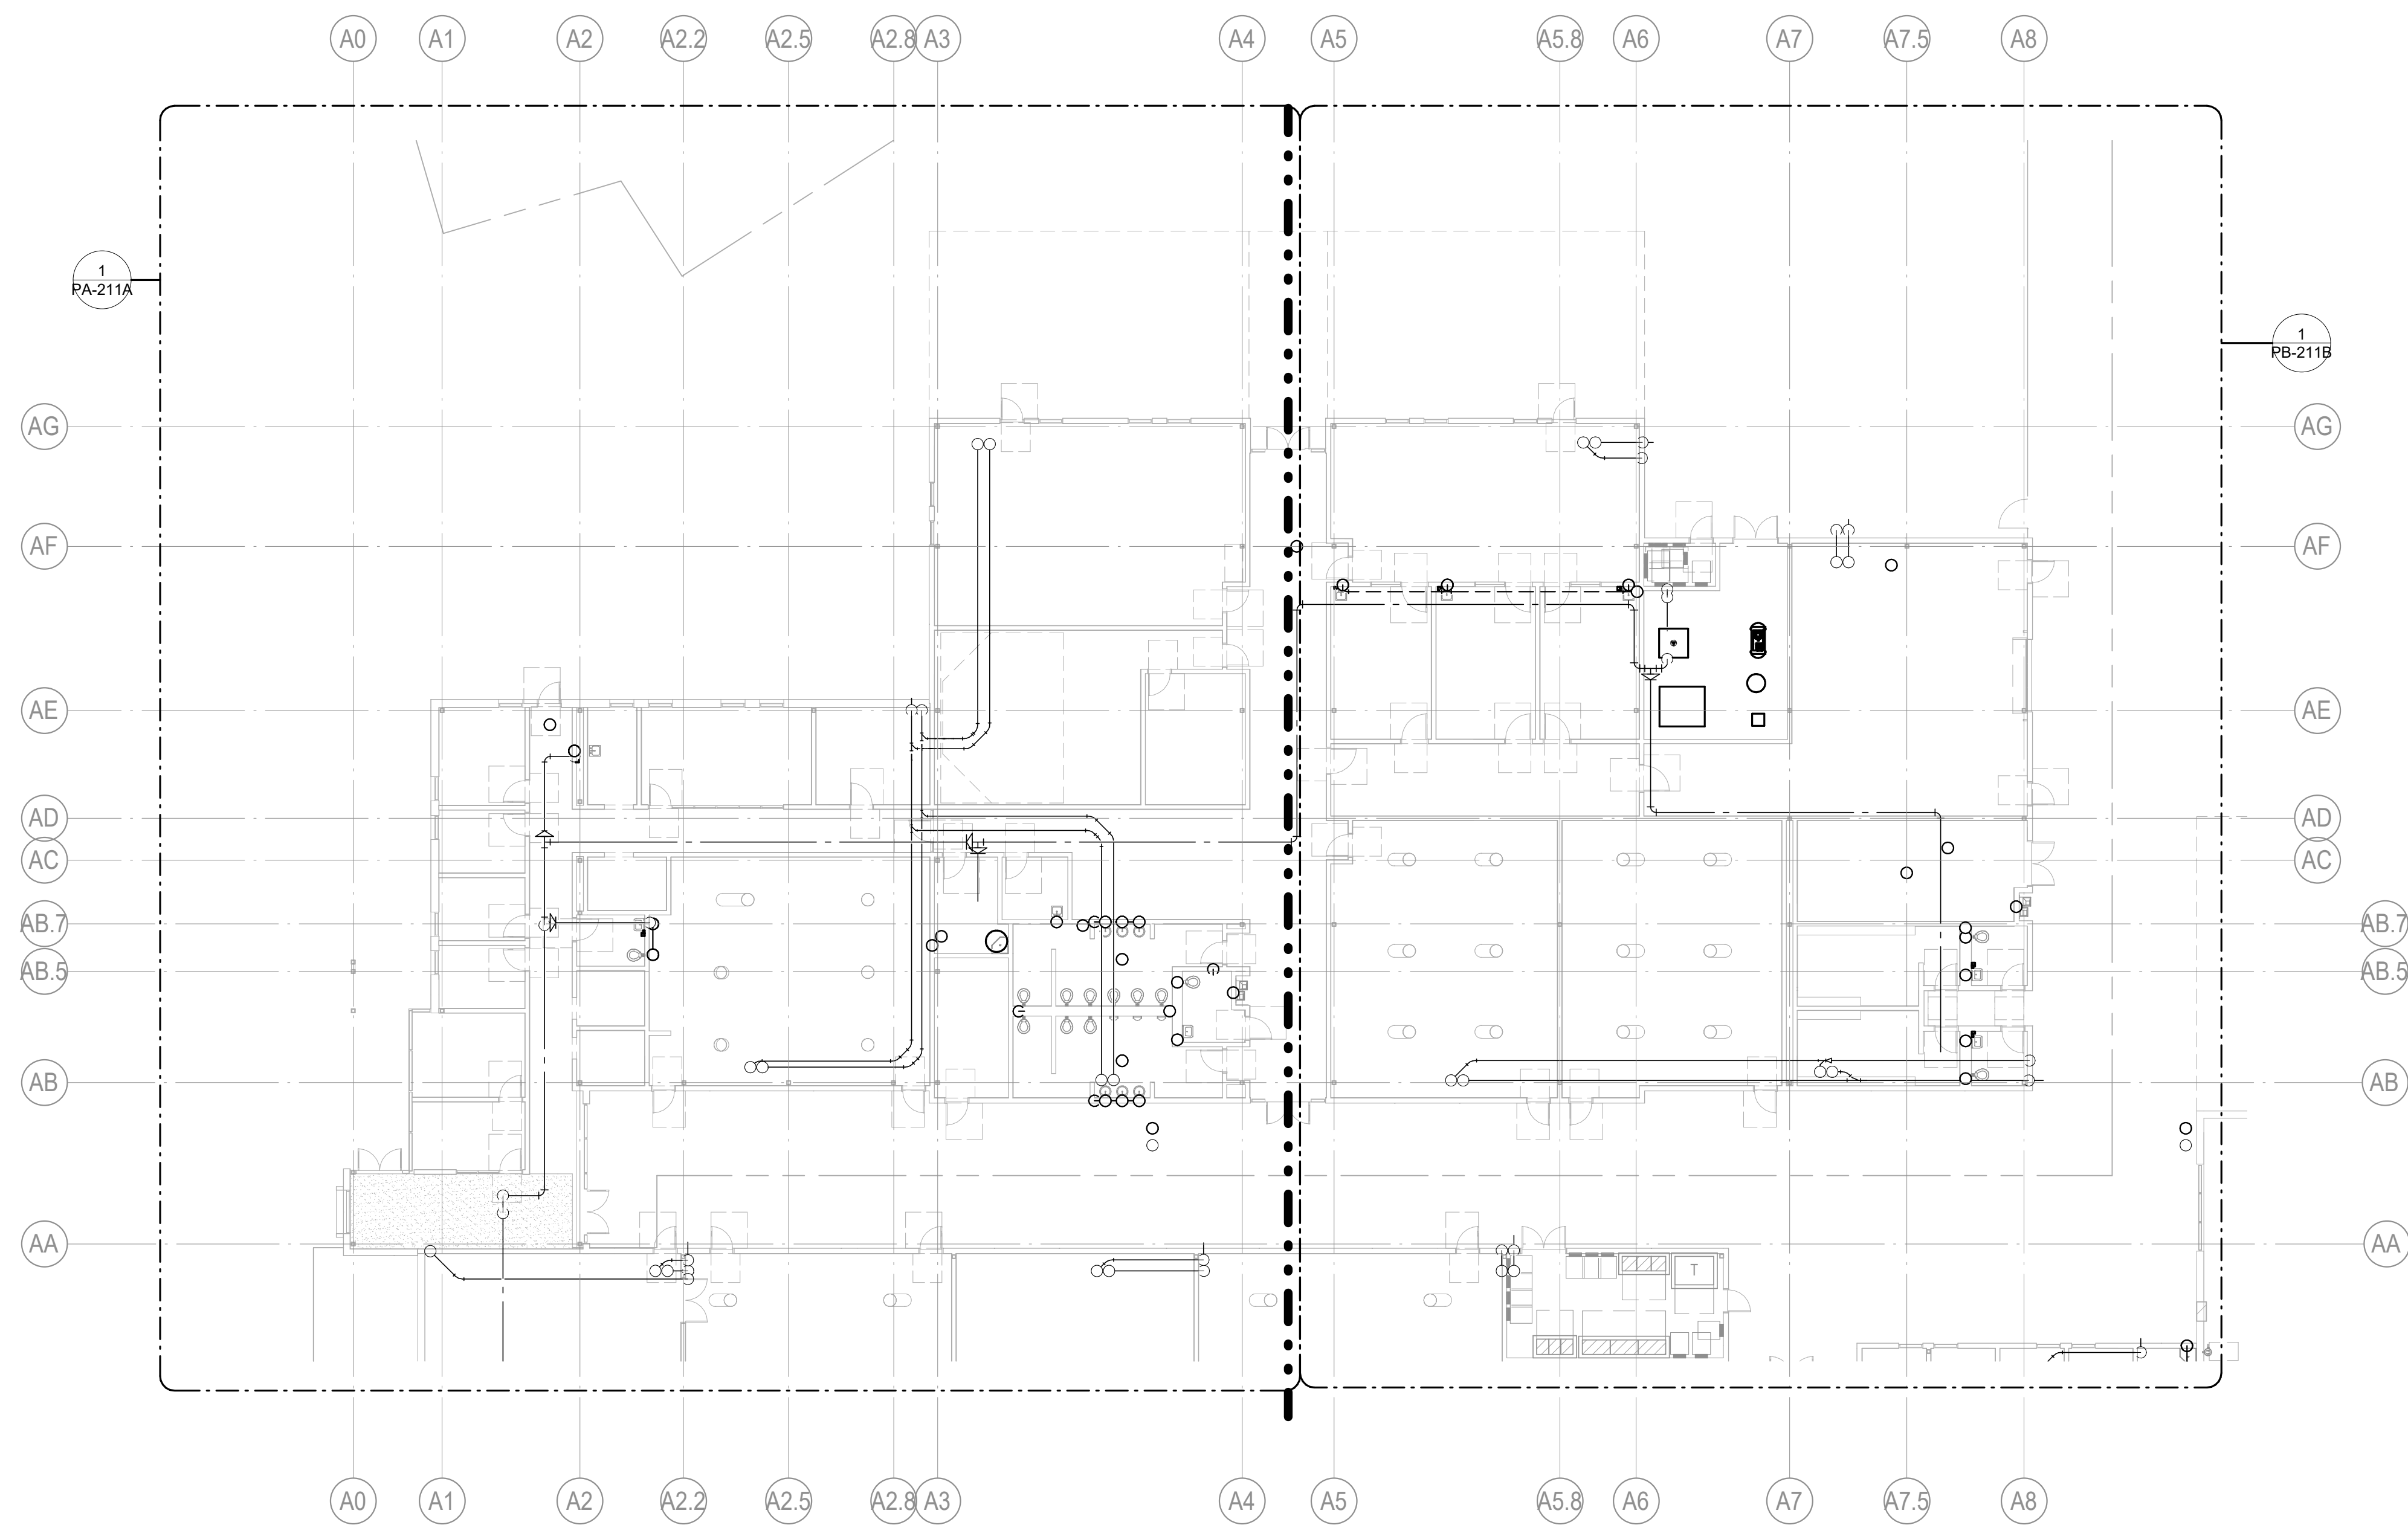 A0 A1 A2 A2.2 A2.5 A2.8 A3 A4 A5 A5.8 A6 A7 A7.5 A8
1
PA-211A
1
PB-211B
AG AG
AF AF
AE AE
AD AD
AC AC
AB.7 AB.7
AB.5 AB.5
AB AB
AA AA
T
A0 A1 A2 A2.2 A2.5 A2.8 A3 A4 A5 A5.8 A6 A7 A7.5 A8